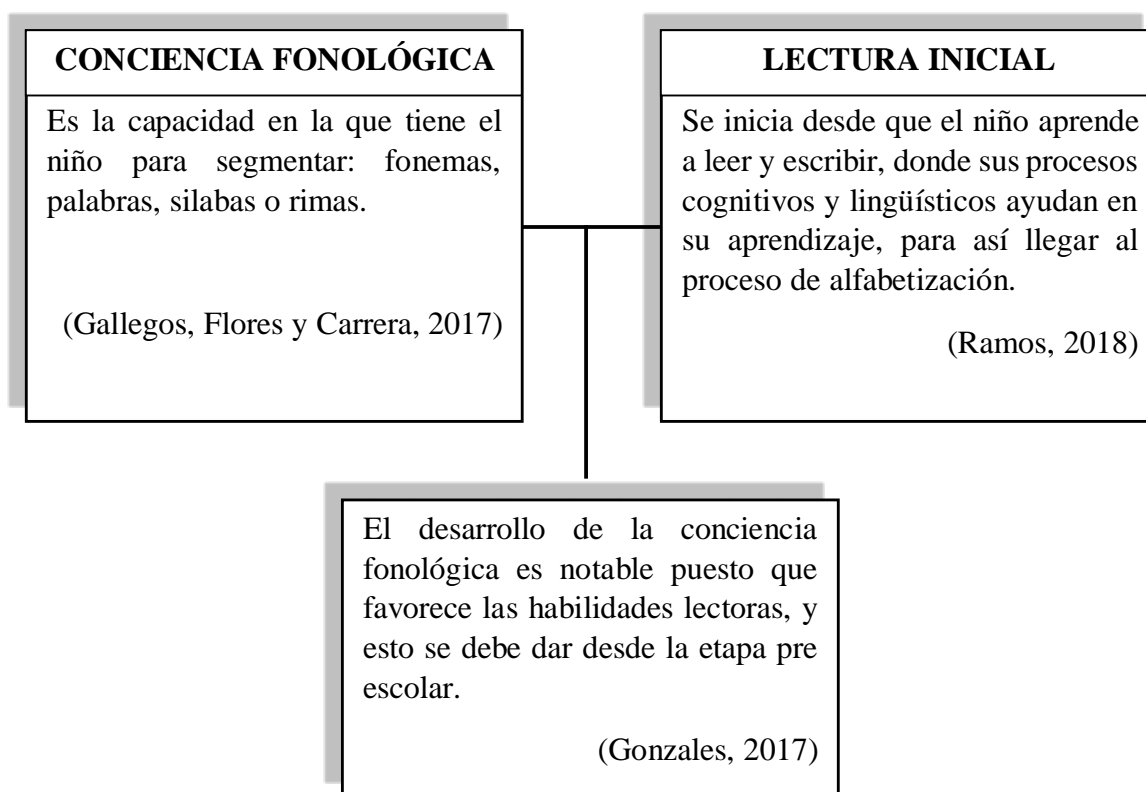 CONCIENCIA FONOLÓGICA
Es la capacidad en la que tiene el
niño para segmentar: fonemas,
palabras, silabas o rimas.
(Gallegos, Flores y Carrera, 2017)
LECTURA INICIAL
Se inicia desde que el niño aprende
a leer y escribir, donde sus procesos
cognitivos y lingüísticos ayudan en
su aprendizaje, para así llegar al
proceso de alfabetización.
(Ramos, 2018)
El desarrollo de la conciencia
fonológica es notable puesto que
favorece las habilidades lectoras, y
esto se debe dar desde la etapa pre
escolar.
(Gonzales, 2017)